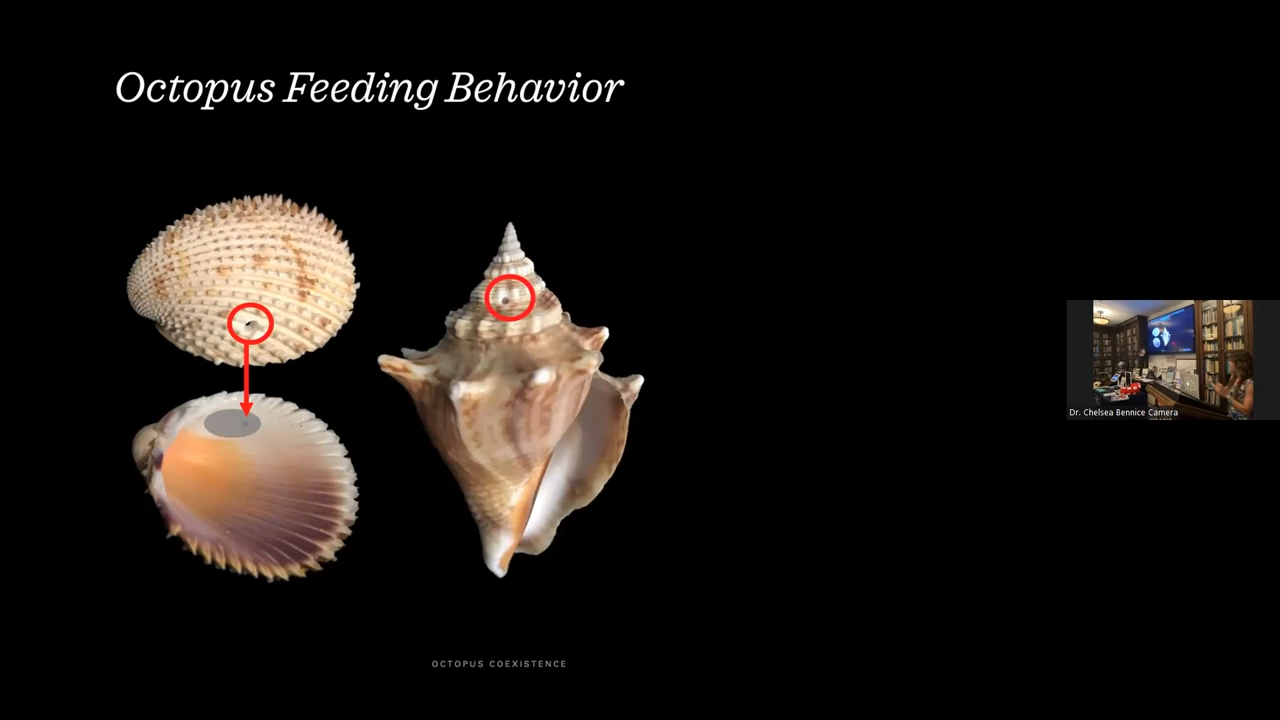 Octopus Feeding Behavior
Dr. Chelsea Bennice Camera
OCTOPUS COEXISTENCE